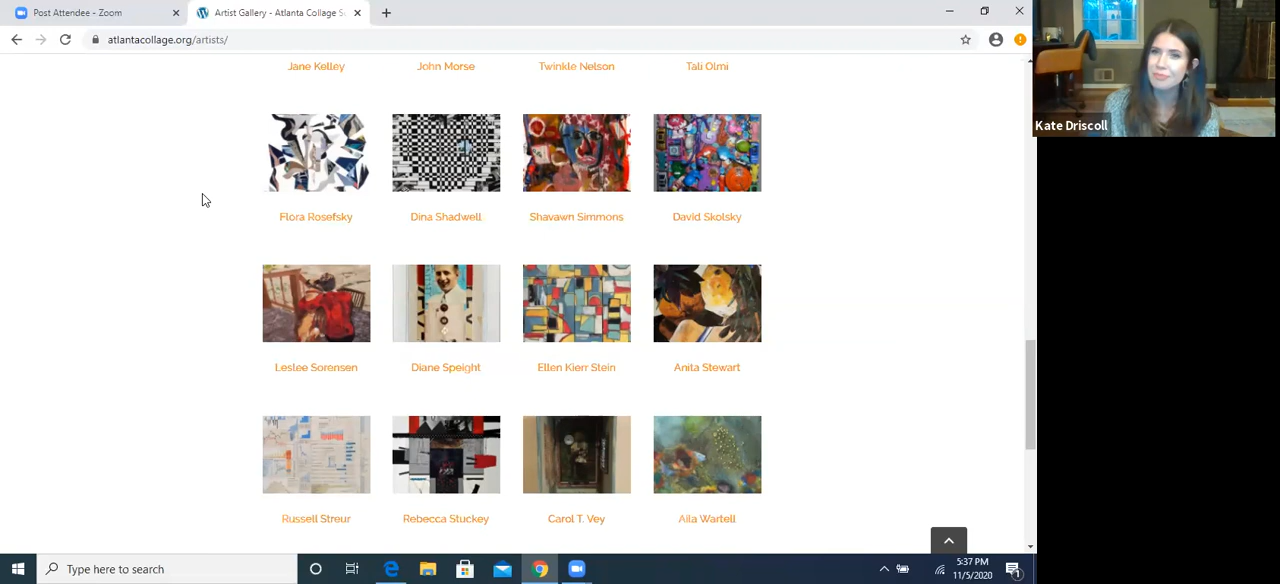 Post Attendee - Zoom
Artist Gallery - Atlanta Collage S
atlantacollage.org/artists/
Kate Driscoll
Jane Kelley
John Morse
Twinkle Nelson
Tali Olmi
Flora Rosefsky
Dina Shadwell
Shavawn Simmons
David Skolsky
Leslee Sorensen
Diane Speight
Ellen Kierr Stein
Anita Stewart
Russell Streur
Rebecca Stuckey
Carol T. Vey
Aila Wartell
Type here to search
5:37 PM
11/5/2020
1